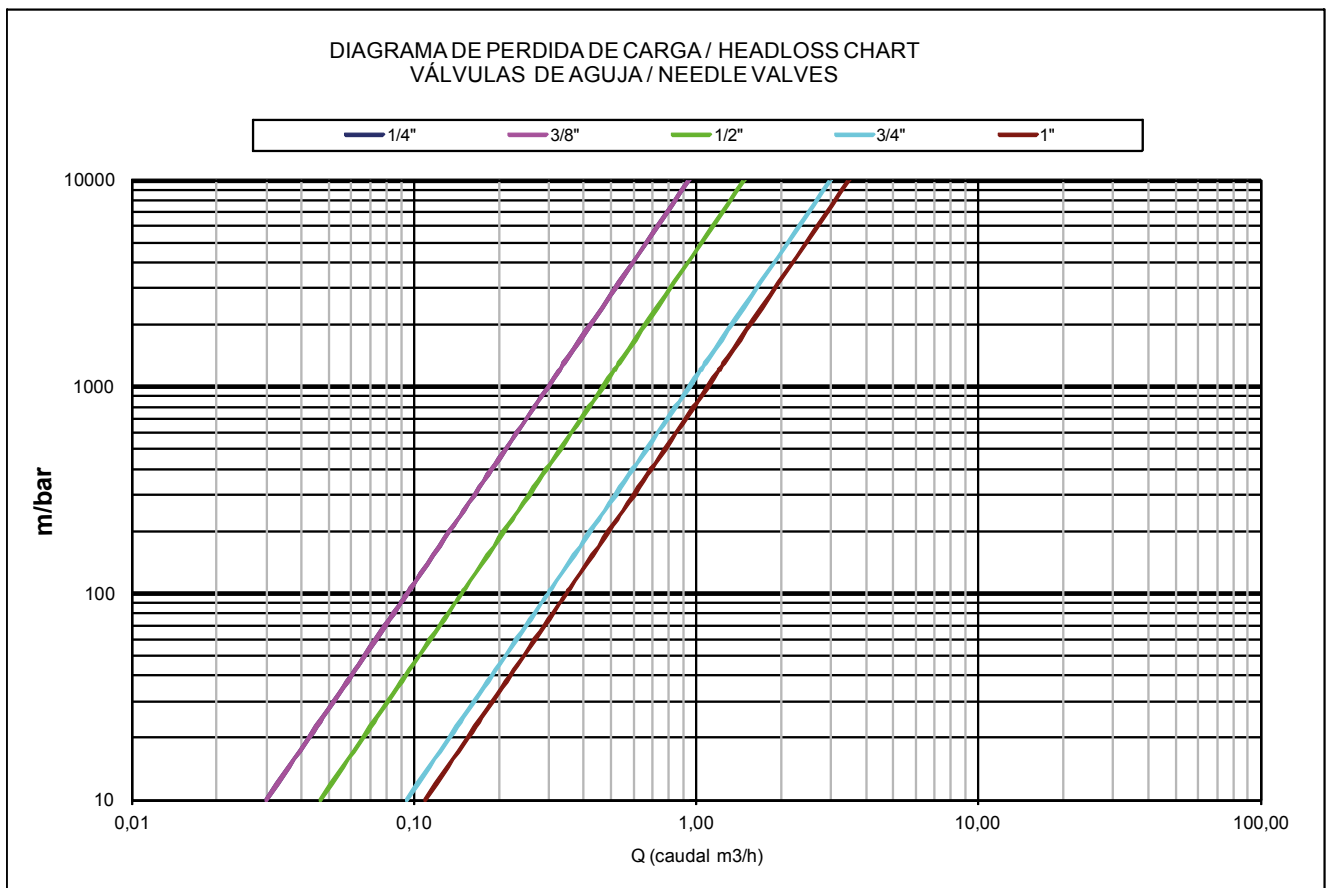 DIAGRAMA DE PERDIDA DE CARGA / HEADLOSS CHART
VÁLVULAS DE AGUJA / NEEDLE VALVES
1/4" 3/8" 1/2" 3/4" 1"
10000
1000
100
10
m/bar
0,01 0,10 1,00 10,00 100,00
Q (caudal m3/h)